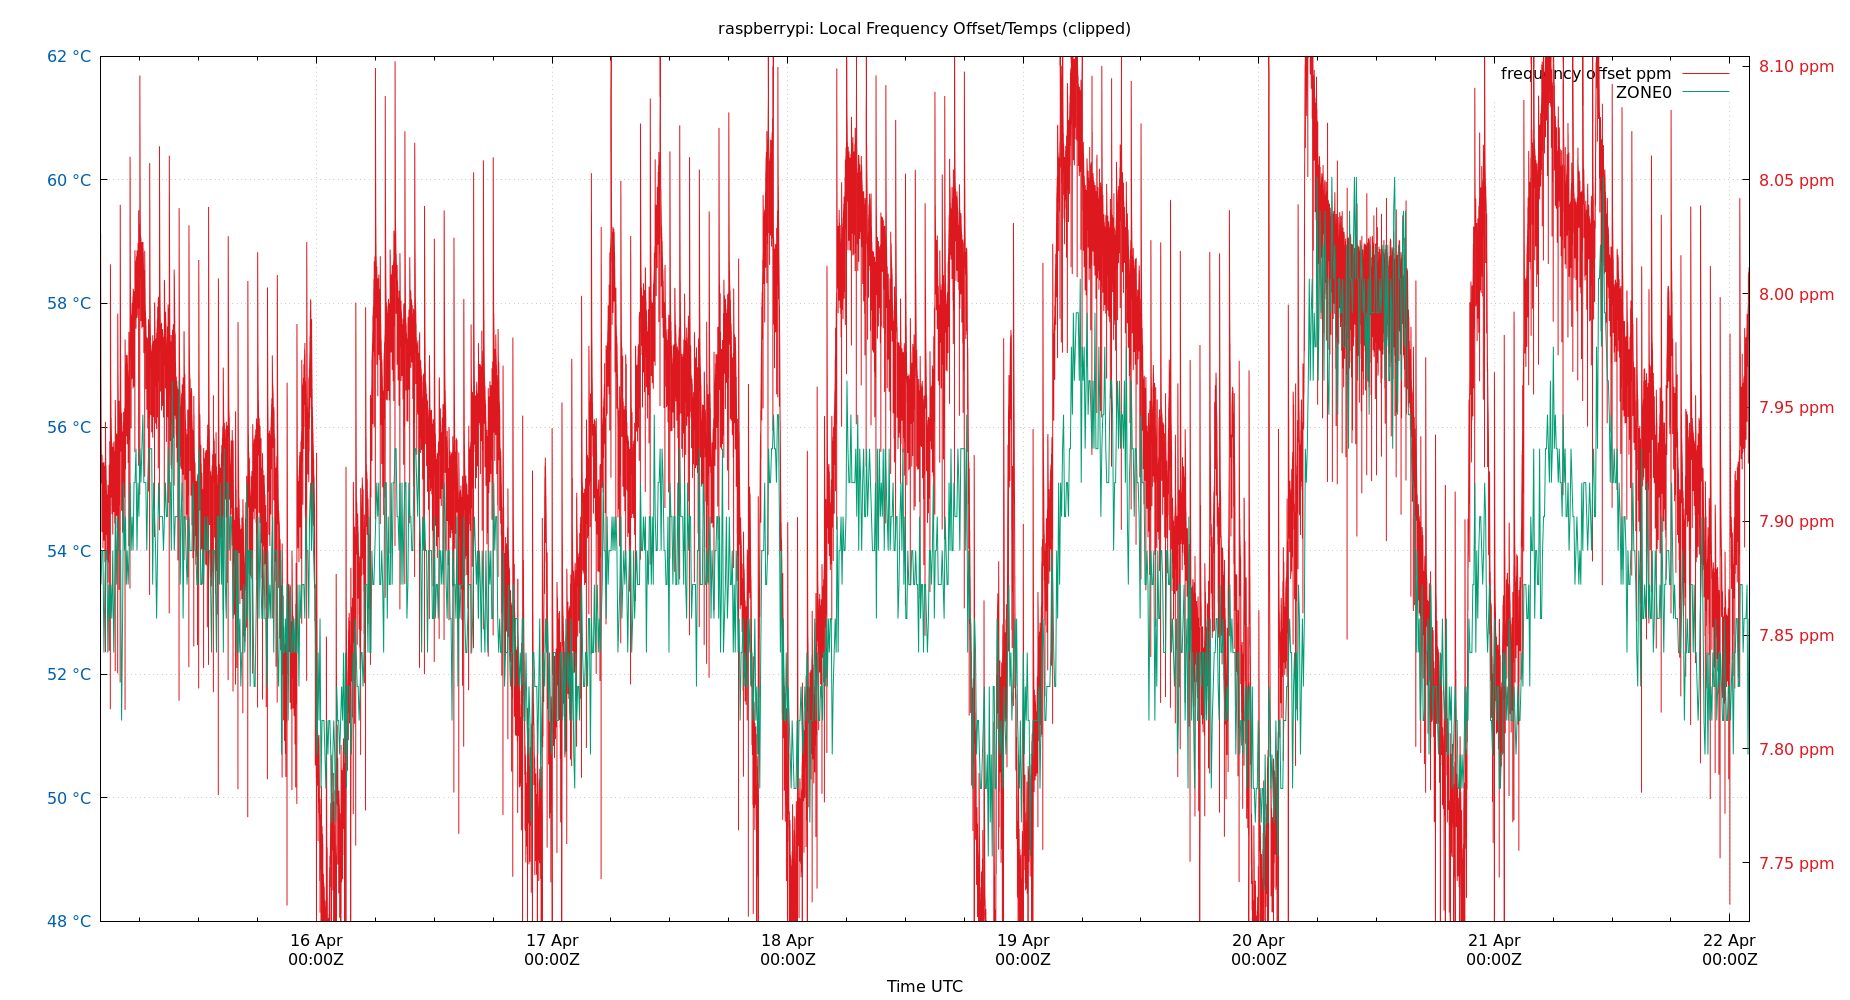 raspberrypi: Local Frequency Offset/Temps (clipped)
62 °C
60 °C
58 °C
56 °C
54 °C
52 °C
50 °C
48 °C
frequency offset ppm
ZONE0
8.10 ppm
8.05 ppm
8.00 ppm
7.95 ppm
7.90 ppm
7.85 ppm
7.80 ppm
7.75 ppm
16 Apr 17 Apr 18 Apr 19 Apr 20 Apr 21 Apr 22 Apr
00:00Z 00:00Z 00:00Z 00:00Z 00:00Z 00:00Z 00:00Z
Time UTC